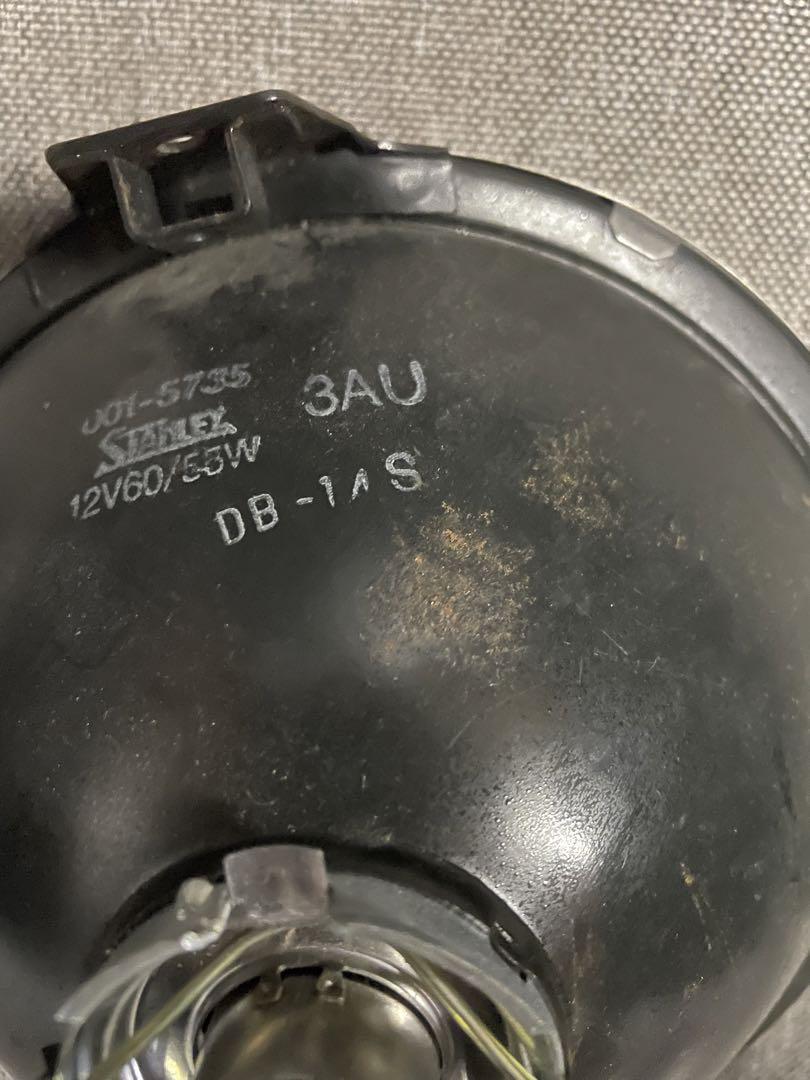 001-5735
STANLEY
12V60/55W
3AU
DB-1 S